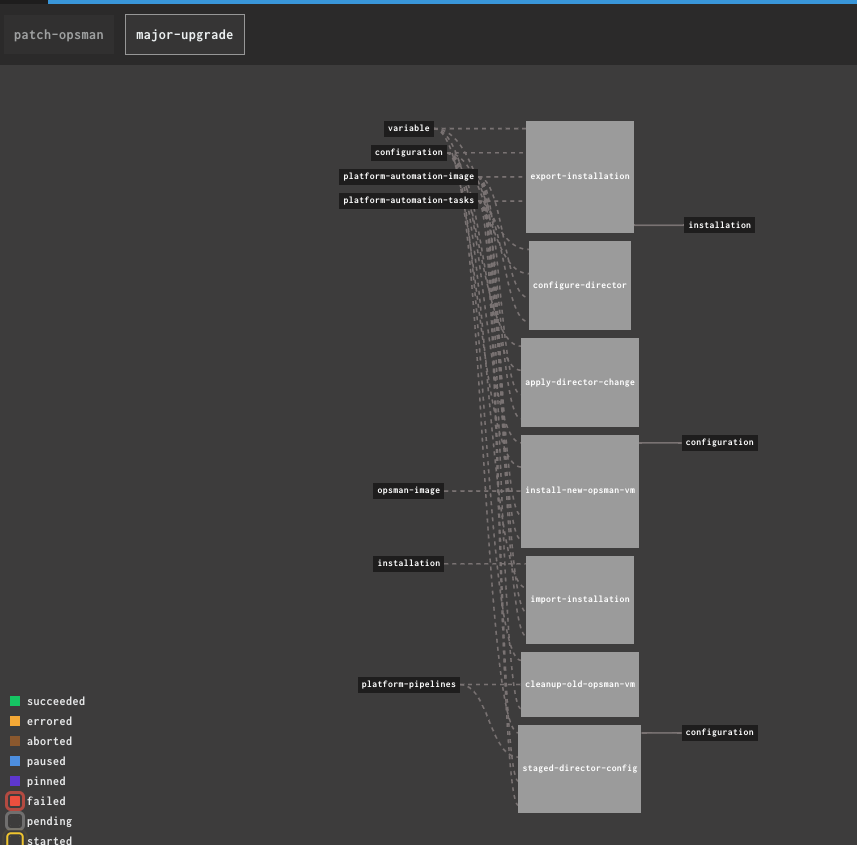 patch-opsman
major-upgrade
variable
configuration
platform-automation-image
platform-automation-tasks
export-installation
installation
configure-director
apply-director-change
configuration
opsman-image
install-new-opsman-vm
installation
import-installation
platform-pipelines
cleanup-old-opsman-vm
configuration
staged-director-config
succeeded
errored
aborted
paused
pinned
failed
pending
started